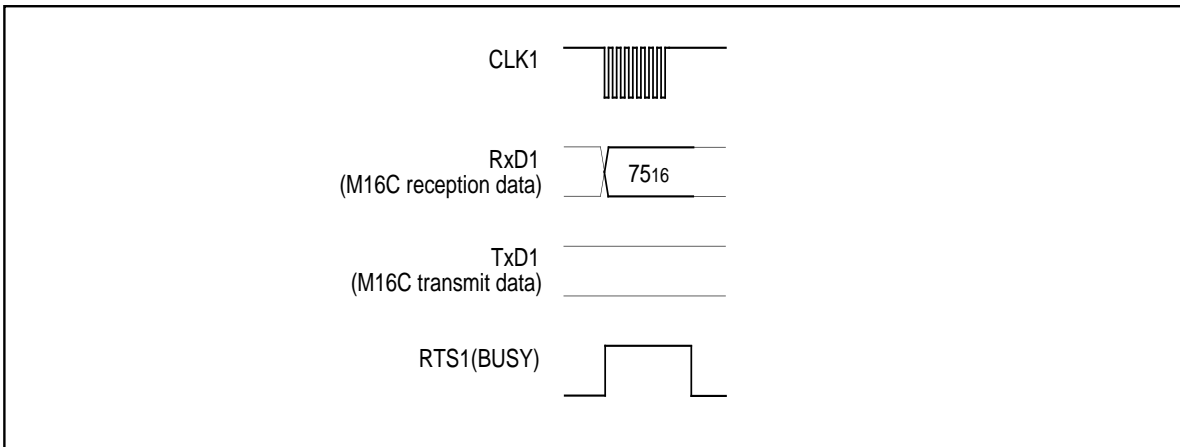 CLK1
RxD1
(M16C reception data)
7516
TxD1
(M16C transmit data)
RTS1(BUSY)